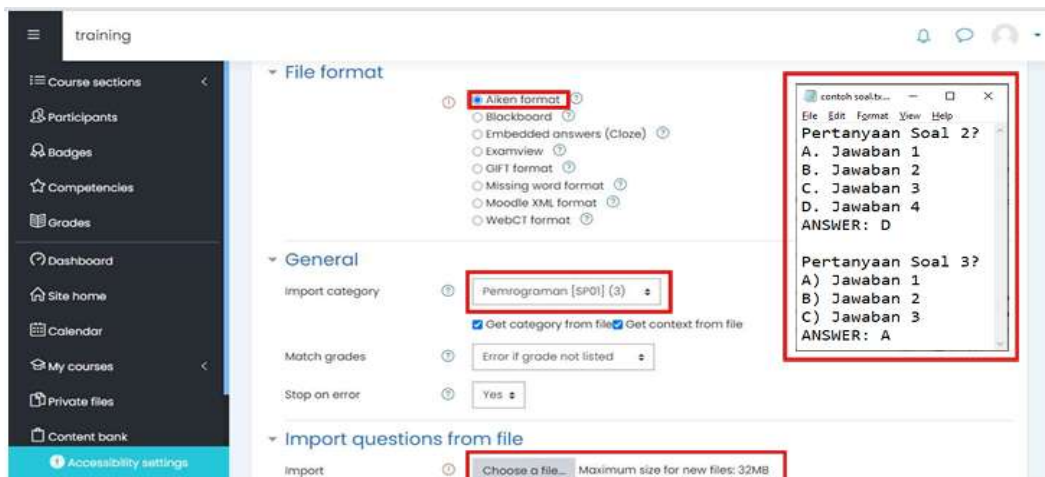 training
Course sections
Participants
Badges
Competencies
Grades
Dashboard
Site home
Calendar
My courses
Private files
Content bank
Accessibility settings
File format
Aiken format
Blackboard
Embedded answers (Cloze)
Examview
GIFT format
Missing word format
Moodle XML format
WebCT format
General
Import category
Pemrograman [SP01] (3)
Get category from file Get context from file
Match grades
Error if grade not listed
Stop on error
Yes
Import questions from file
Import
Choose a file... Maximum size for new files: 32MB
contoh soal.tx...
File Edit Format View Help
Pertanyaan Soal 2?
A. Jawaban 1
B. Jawaban 2
C. Jawaban 3
D. Jawaban 4
ANSWER: D
Pertanyaan Soal 3?
A) Jawaban 1
B) Jawaban 2
C) Jawaban 3
ANSWER: A